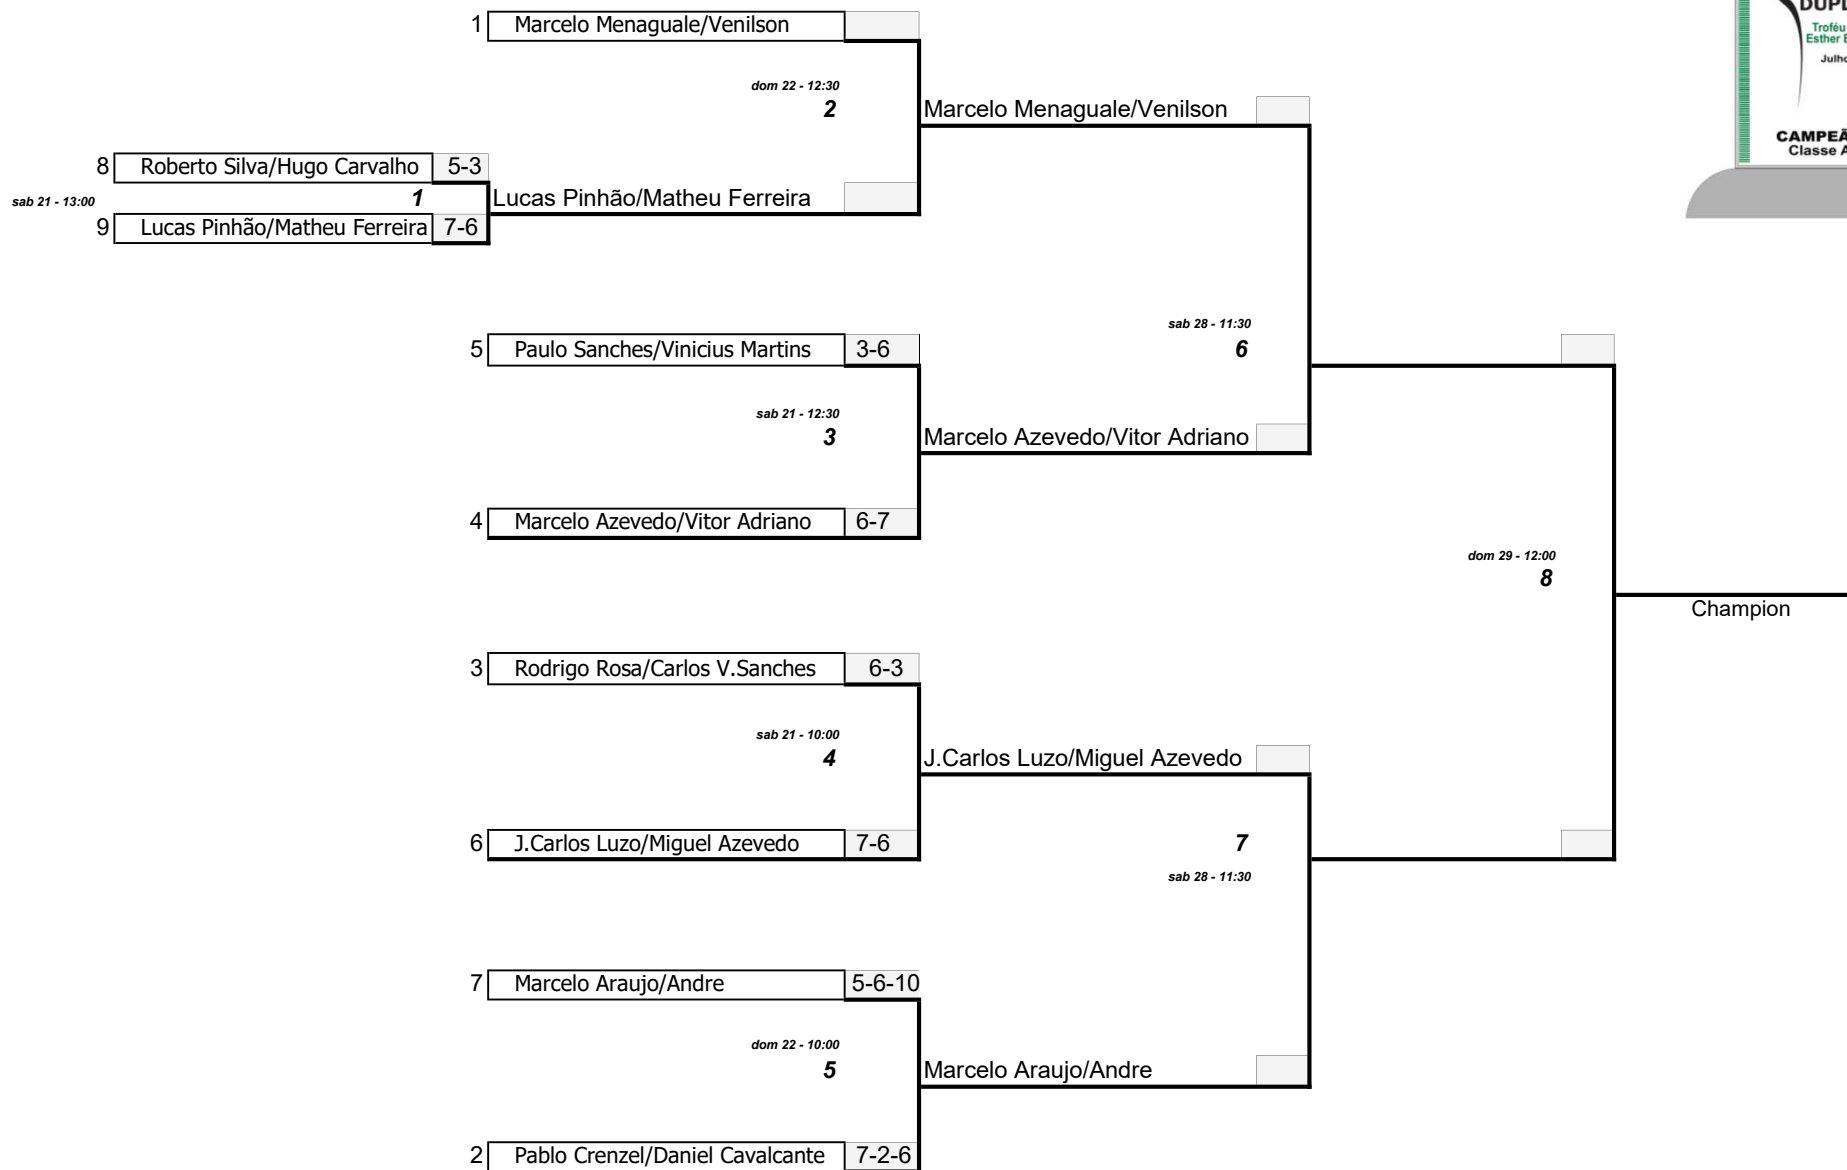 DUPL
Troféu
Esther
Julho
CAMPEÃ
Classe A
1 Marcelo Menaguale/Venilson
dom 22 - 12:30
2
Marcelo Menaguale/Venilson
8 Roberto Silva/Hugo Carvalho 5-3
sab 21 - 13:00
1
Lucas Pinhão/Matheu Ferreira
9 Lucas Pinhão/Matheu Ferreira 7-6
sab 28 - 11:30
6
5 Paulo Sanches/Vinicius Martins 3-6
sab 21 - 12:30
3
Marcelo Azevedo/Vitor Adriano
4 Marcelo Azevedo/Vitor Adriano 6-7
dom 29 - 12:00
8
Champion
3 Rodrigo Rosa/Carlos V.Sanches 6-3
sab 21 - 10:00
4
J.Carlos Luzo/Miguel Azevedo
6 J.Carlos Luzo/Miguel Azevedo 7-6
7
sab 28 - 11:30
7 Marcelo Araujo/Andre 5-6-10
dom 22 - 10:00
5
Marcelo Araujo/Andre
2 Pablo Crenzel/Daniel Cavalcante 7-2-6